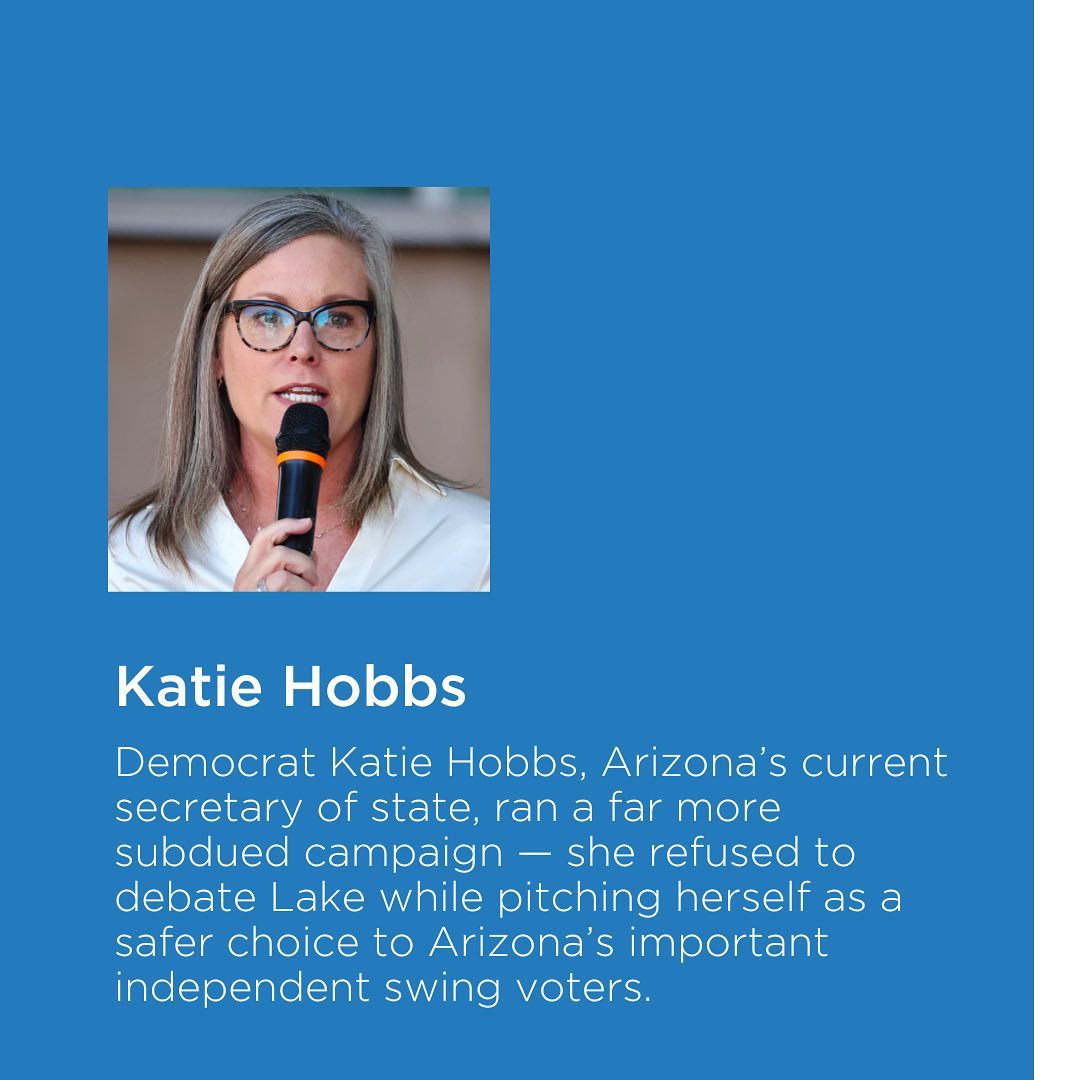 Katie Hobbs
Democrat Katie Hobbs, Arizona’s current
secretary of state, ran a far more
subdued campaign — she refused to
debate Lake while pitching herself as a
safer choice to Arizona’s important
independent swing voters.